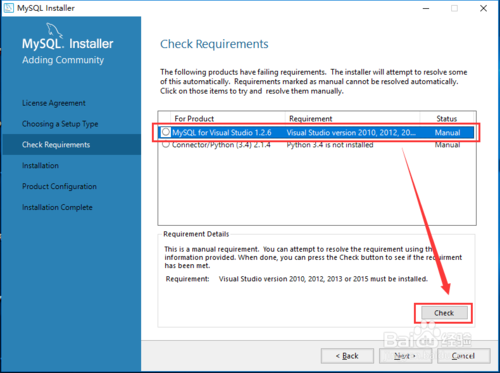 MySQL Installer
MySQL. Installer
Adding Community
License Agreement
Choosing a Setup Type
Check Requirements
Installation
Product Configuration
Installation Complete
Check Requirements
The following products have failing requirements. The installer will attempt to resolve some
of this automatically. Requirements marked as manual cannot be resolved automatically.
Click on those items to try and resolve them manually.
For Product Requirement Status
MySQL for Visual Studio 1.2.6 Visual Studio version 2010, 2012, 20... Manual
Connector/Python (3.4) 2.1.4 Python 3.4 is not installed Manual
Requirement Details
This is a manual requirement. You can attempt to resolve the requirement using the
information provided. When done, you can press the Check button to see if the requirment
has been met.
Requirement: Visual Studio version 2010, 2012, 2013 or 2015 must be installed.
Check
< Back
Next >
Cancel